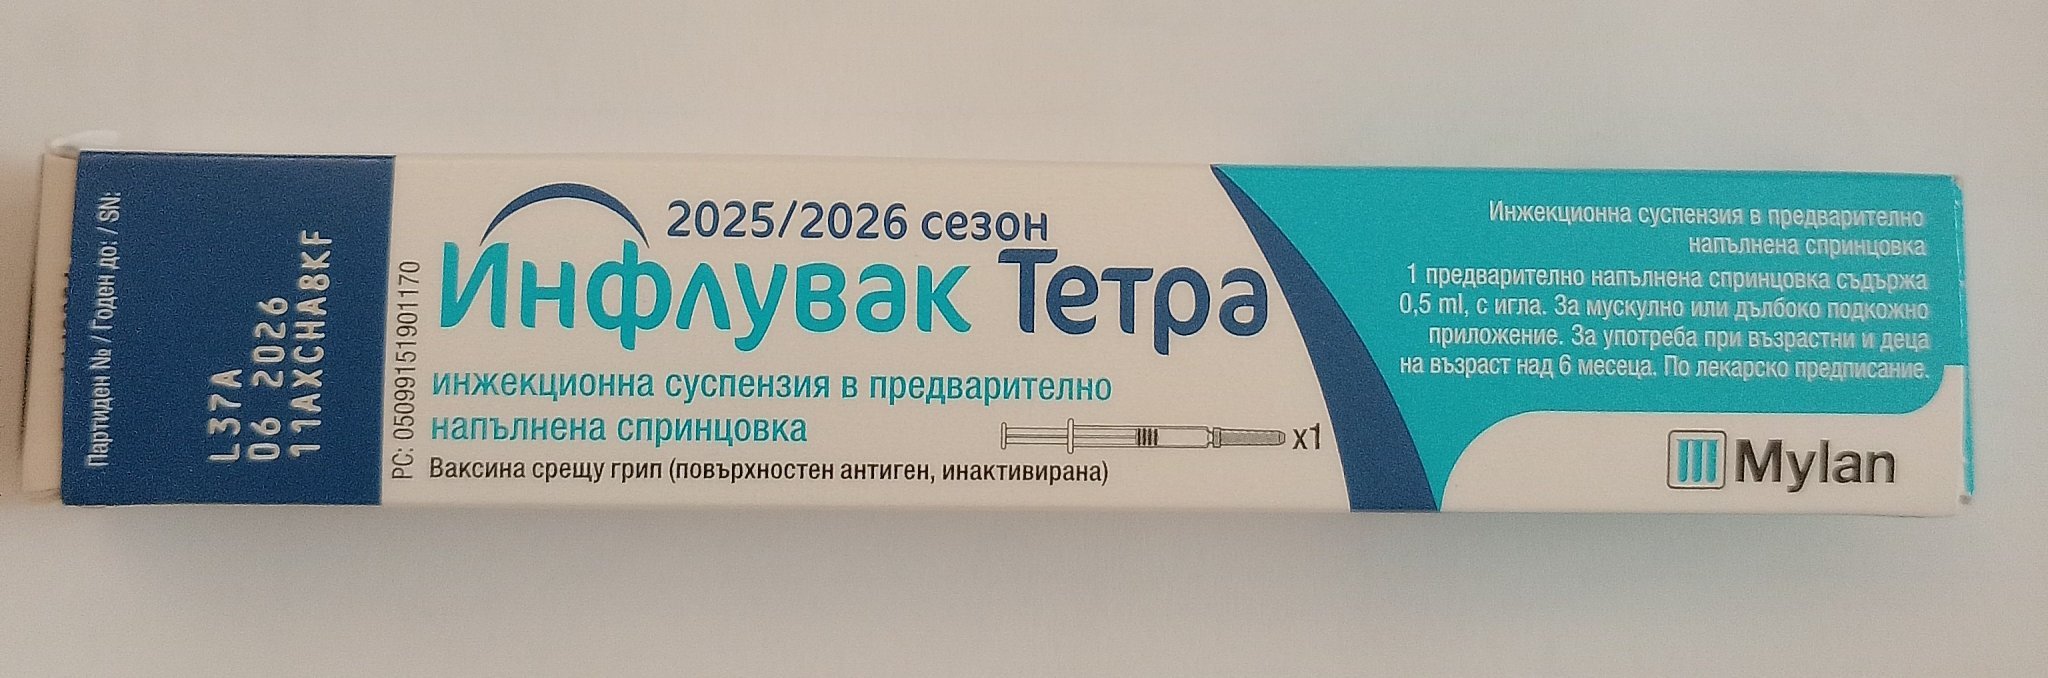 Партиден № / Годен до: / SN:
L37A
06 2026
11AXCHA8KF
PC: 05099151901170
2025/2026 сезон
Инфлувак Тетра
инжекционна суспензия в предварително
напълнена спринцовка
x1
Ваксина срещу грип (повърхностен антиген, инактивирана)
Инжекционна суспензия в предварително
напълнена спринцовка
1 предварително напълнена спринцовка съдържа
0,5 ml, с игла. За мускулно или дълбоко подкожно
приложение. За употреба при възрастни и деца
на възраст над 6 месеца. По лекарско предписание.
Mylan